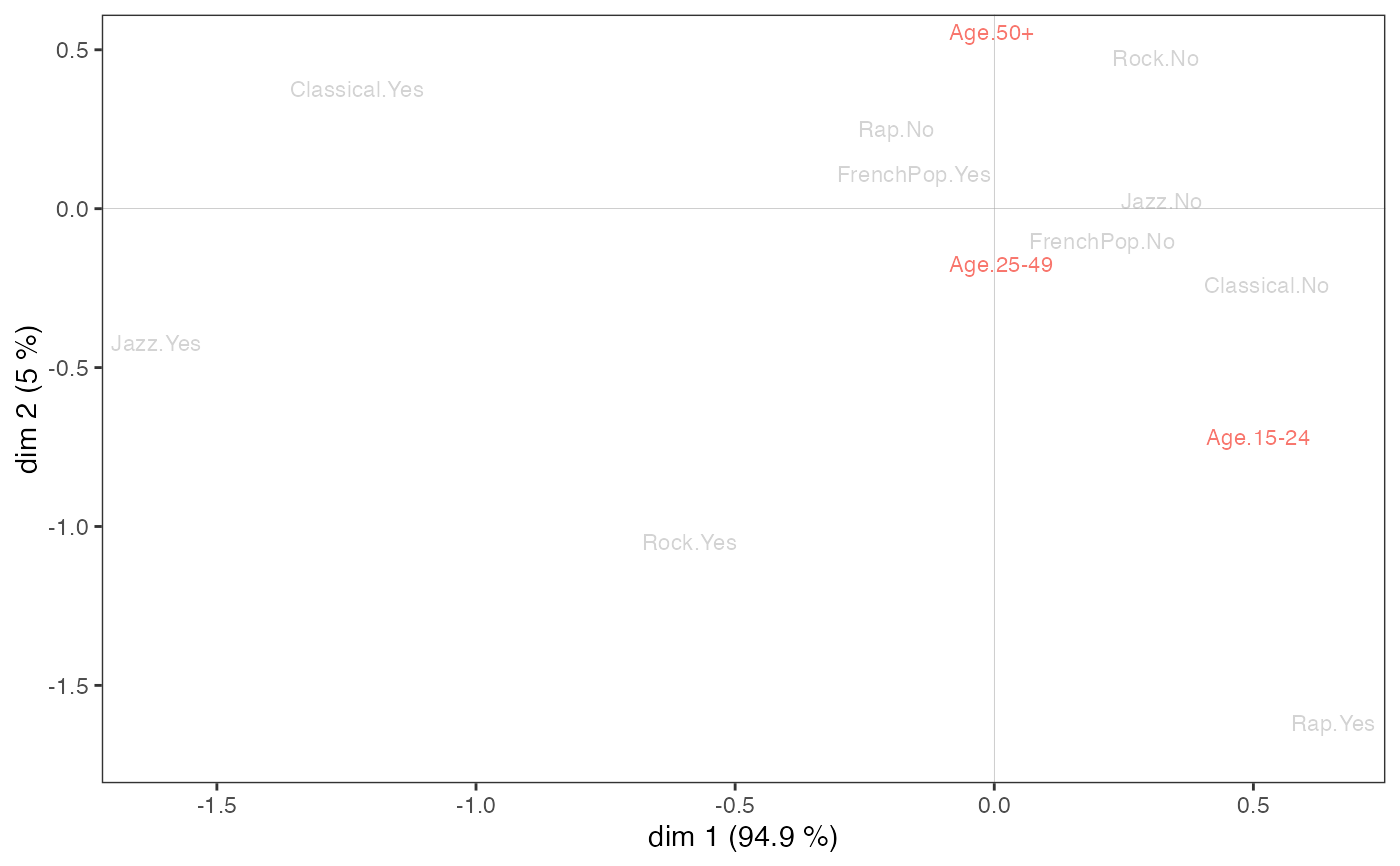 Age.50+
0.5
Rock.No
Classical.Yes
Rap.No
FrenchPop.Yes
0.0
Jazz.No
FrenchPop.No
Age.25-49
Classical.No
Jazz.Yes
-0.5
Age.15-24
-1.0
Rock.Yes
-1.5
Rap.Yes
dim 2 (5 %)
-1.5 -1.0 -0.5 0.0 0.5
dim 1 (94.9 %)